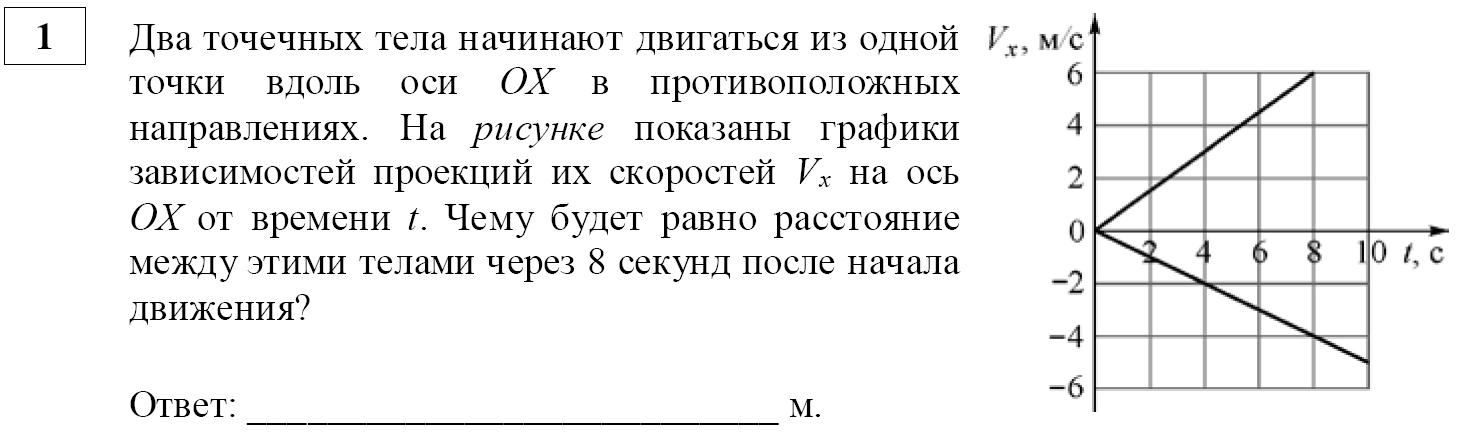 1
Два точечных тела начинают двигаться из одной
точки вдоль оси OX в противоположных
направлениях. На рисунке показаны графики
зависимостей проекций их скоростей Vx на ось
OX от времени t. Чему будет равно расстояние
между этими телами через 8 секунд после начала
движения?
Ответ: ___________________________ м.
Vx, м/с
6
4
2
0
−2
−4
−6
2 4 6 8 10 t, с